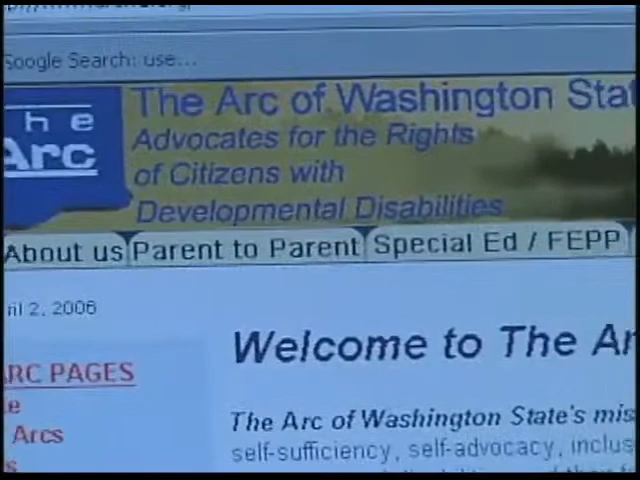 Google Search: use...
The Arc
The Arc of Washington Stat
Advocates for the Rights
of Citizens with
Developmental Disabilities
About us
Parent to Parent
Special Ed / FEPP
ril 2, 2006
Welcome to The Ar
ARC PAGES
e
Arcs
s
The Arc of Washington State's mis
self-sufficiency, self-advocacy, inclus